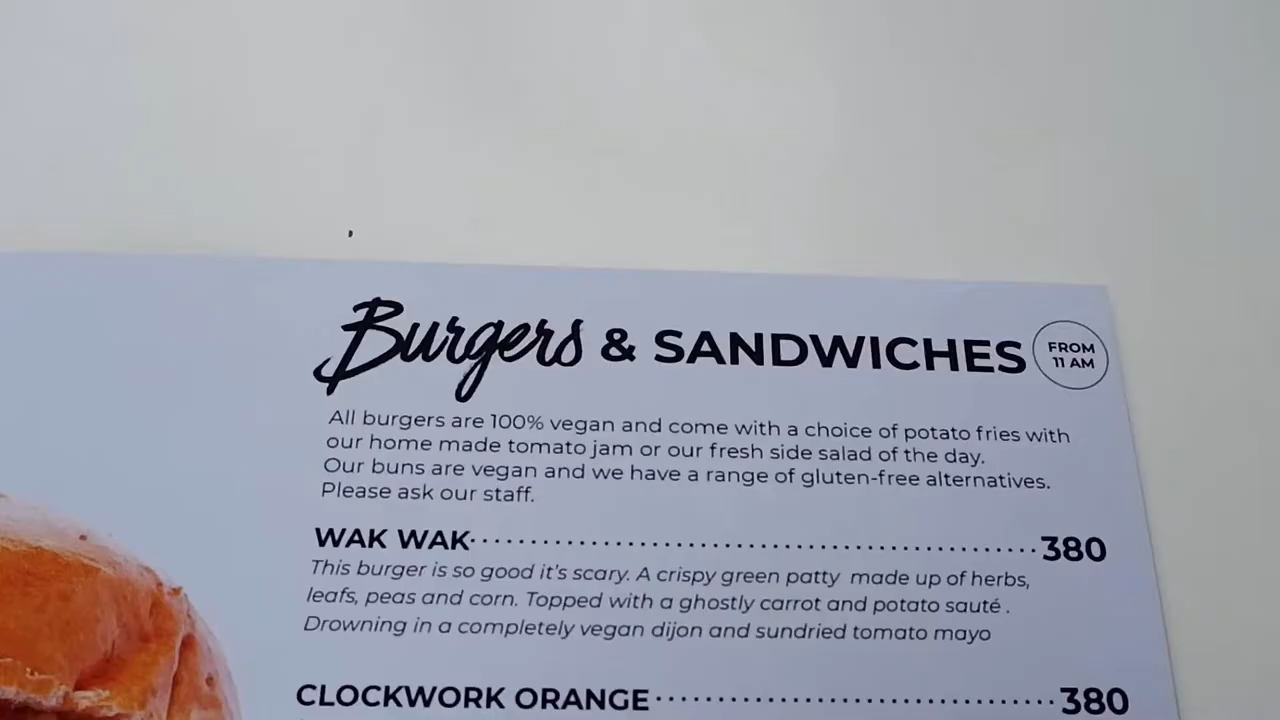 Burgers & SANDWICHES
FROM
11 AM
All burgers are 100% vegan and come with a choice of potato fries with
our home made tomato jam or our fresh side salad of the day.
Our buns are vegan and we have a range of gluten-free alternatives.
Please ask our staff.
WAK WAK 380
This burger is so good it's scary. A crispy green patty made up of herbs,
leafs, peas and corn. Topped with a ghostly carrot and potato sauté .
Drowning in a completely vegan dijon and sundried tomato mayo
CLOCKWORK ORANGE 380